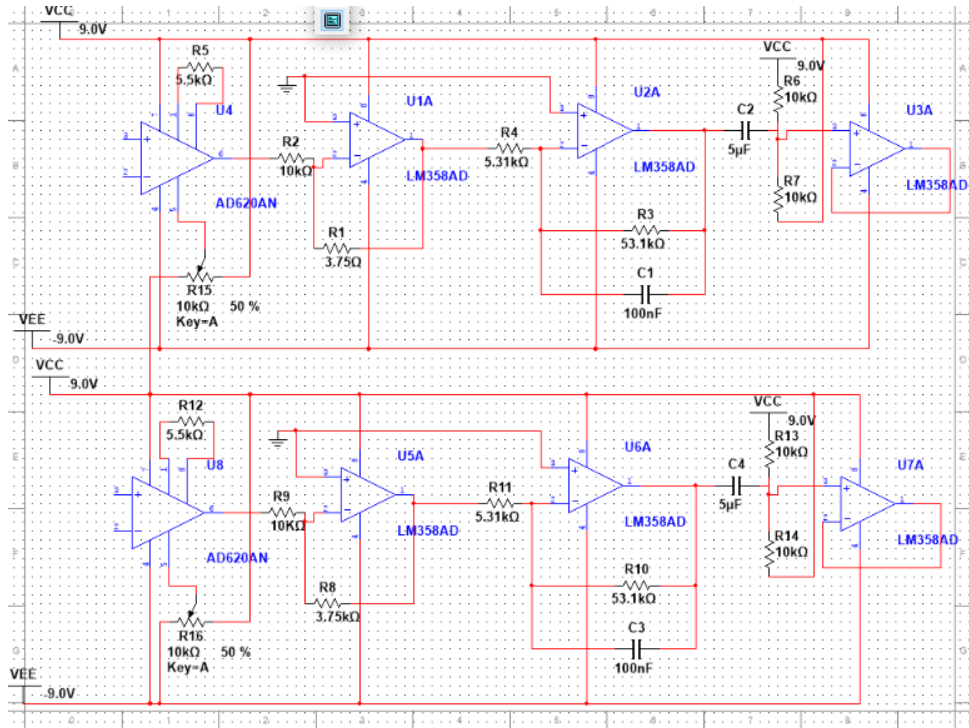 VCC
9.0V
R5
5.5kΩ
U4
AD620AN
R2
10kΩ
R1
3.75Ω
U1A
LM358AD
R4
5.31kΩ
U2A
LM358AD
R3
53.1kΩ
C1
100nF
C2
5µF
VCC
9.0V
R6
10kΩ
R7
10kΩ
U3A
LM358AD
R15
10kΩ 50 %
Key=A
VEE
-9.0V
VCC
9.0V
R12
5.5kΩ
U8
AD620AN
R9
10KΩ
R8
3.75kΩ
U5A
LM358AD
R11
5.31kΩ
U6A
LM358AD
R10
53.1kΩ
C3
100nF
C4
5µF
VCC
9.0V
R13
10kΩ
R14
10kΩ
U7A
LM358AD
R16
10kΩ 50 %
Key=A
VEE
-9.0V